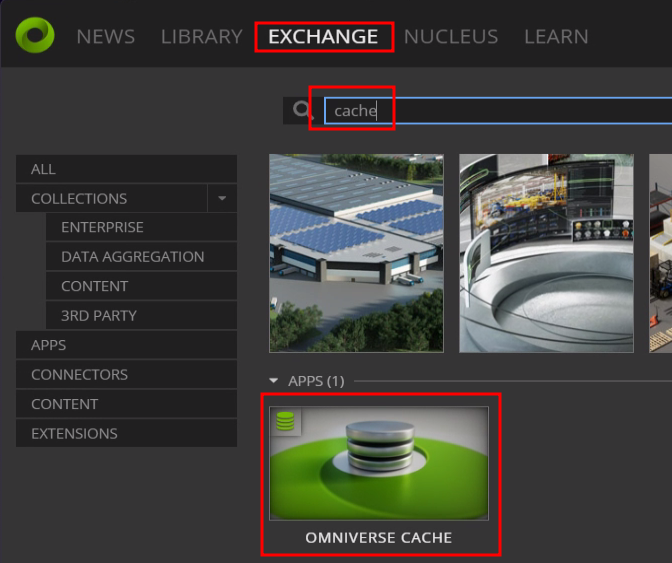 NEWS LIBRARY EXCHANGE NUCLEUS LEARN
cache
ALL
COLLECTIONS
ENTERPRISE
DATA AGGREGATION
CONTENT
3RD PARTY
APPS
CONNECTORS
CONTENT
EXTENSIONS
APPS (1)
OMNIVERSE CACHE